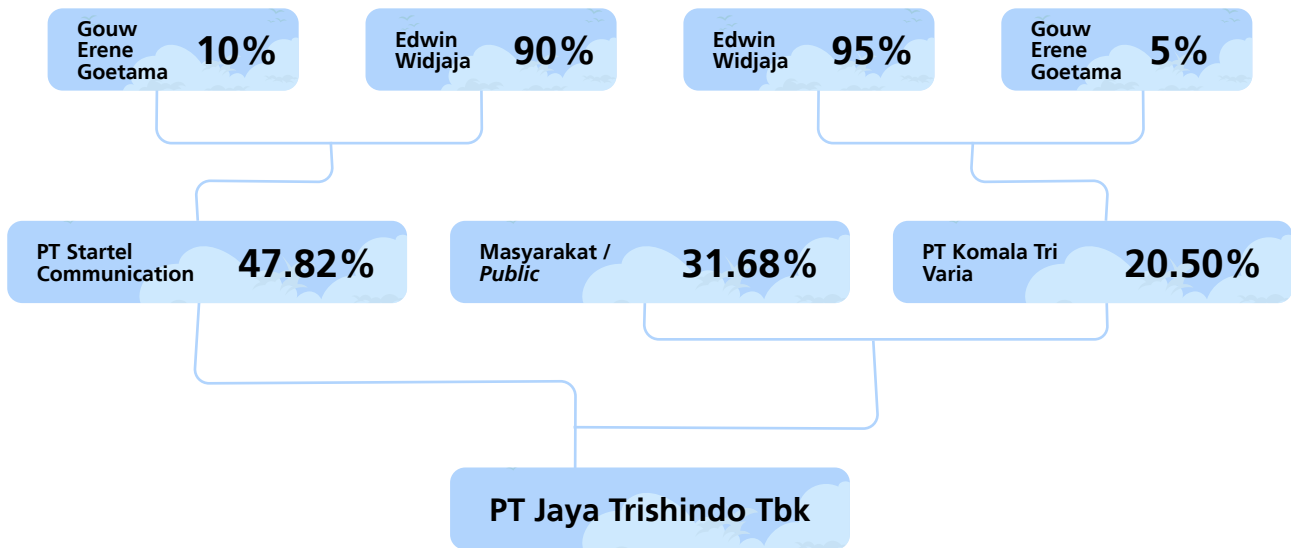 Gouw
Erene
Goetama
10%
Edwin
Widjaja
90%
Edwin
Widjaja
95%
Gouw
Erene
Goetama
5%
PT Startel
Communication
47.82%
Masyarakat /
Public
31.68%
PT Komala Tri
Varia
20.50%
PT Jaya Trishindo Tbk